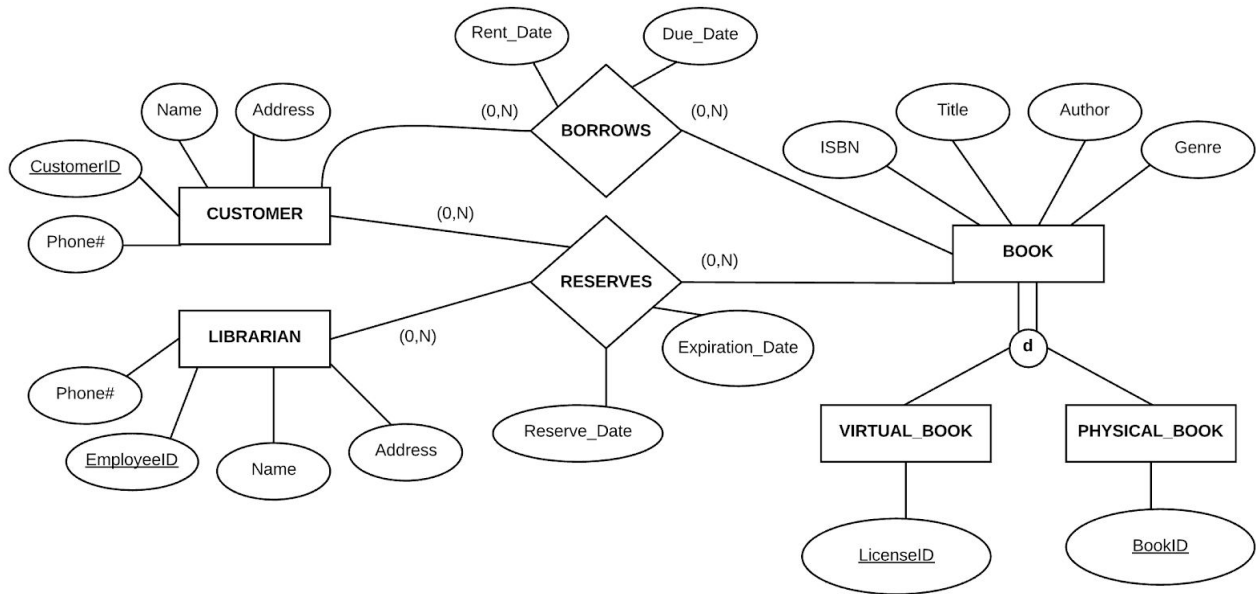 Rent_Date
Due_Date
Name
Address
(0,N)
BORROWS
(0,N)
Title
Author
ISBN
Genre
CustomerID
CUSTOMER
Phone#
(0,N)
RESERVES
(0,N)
BOOK
LIBRARIAN
(0,N)
Expiration_Date
d
Phone#
EmployeeID
Name
Address
Reserve_Date
VIRTUAL_BOOK
PHYSICAL_BOOK
LicenseID
BookID